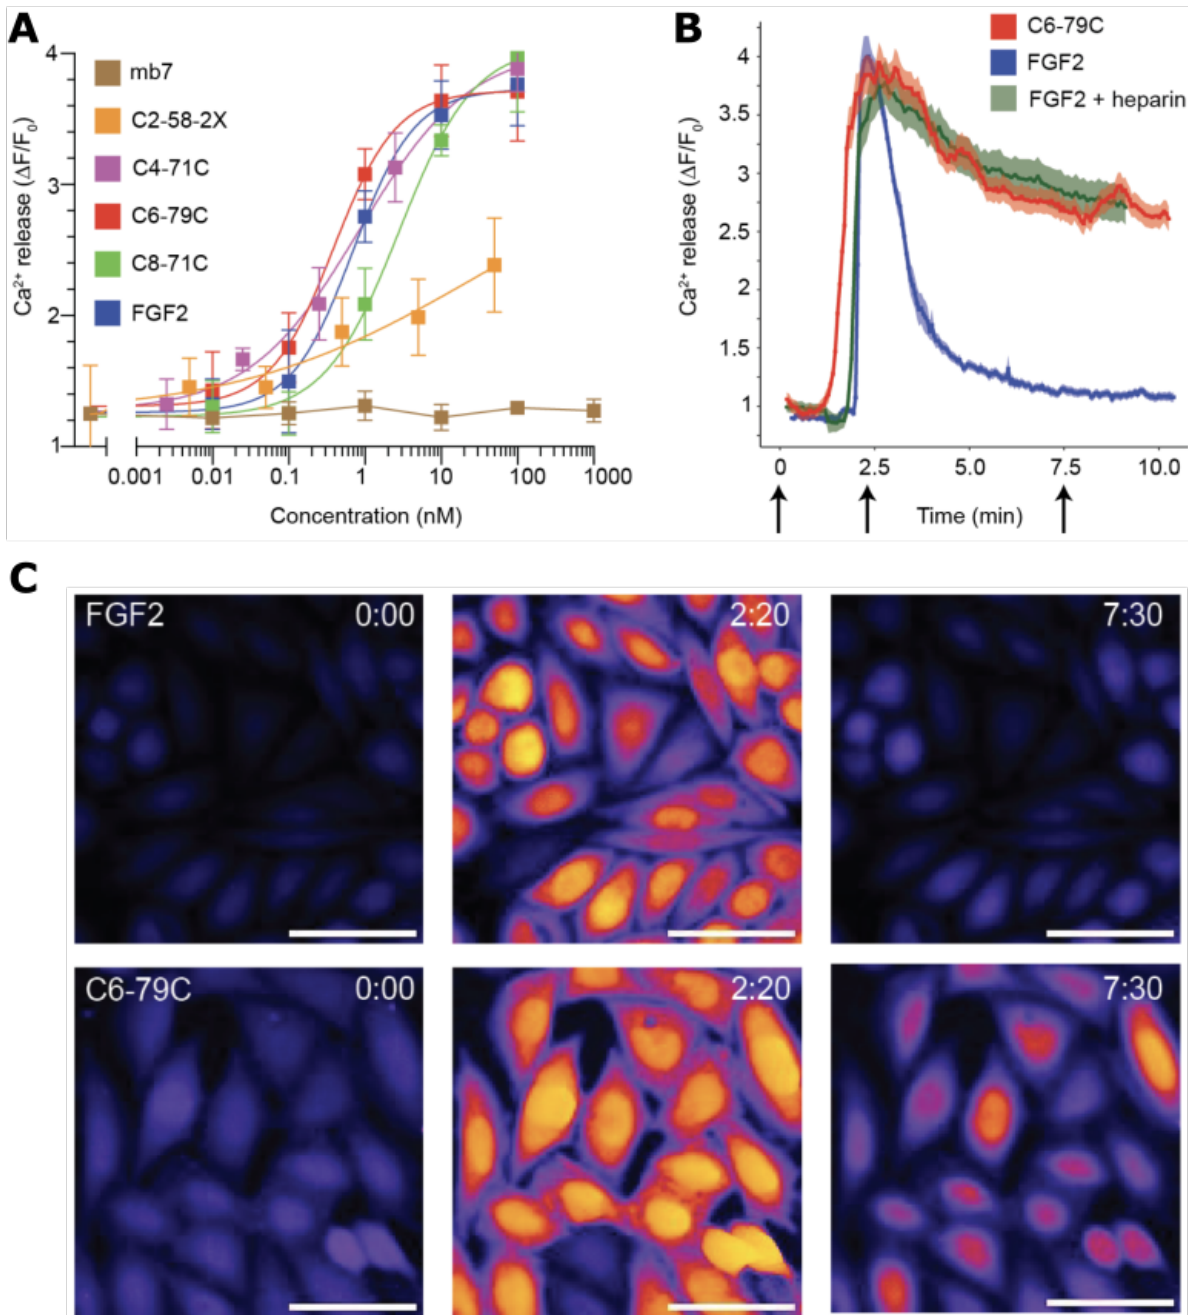 A
4
3
2
1
Ca²⁺ release (ΔF/F₀)
mb7
C2-58-2X
C4-71C
C6-79C
C8-71C
FGF2
0.001 0.01 0.1 1 10 100 1000
Concentration (nM)
B
C6-79C
FGF2
FGF2 + heparin
4
3.5
3
2.5
2
1.5
1
Ca²⁺ release (ΔF/F₀)
0 2.5 5.0 7.5 10.0
Time (min)
C
FGF2 0:00
2:20
7:30
C6-79C 0:00
2:20
7:30